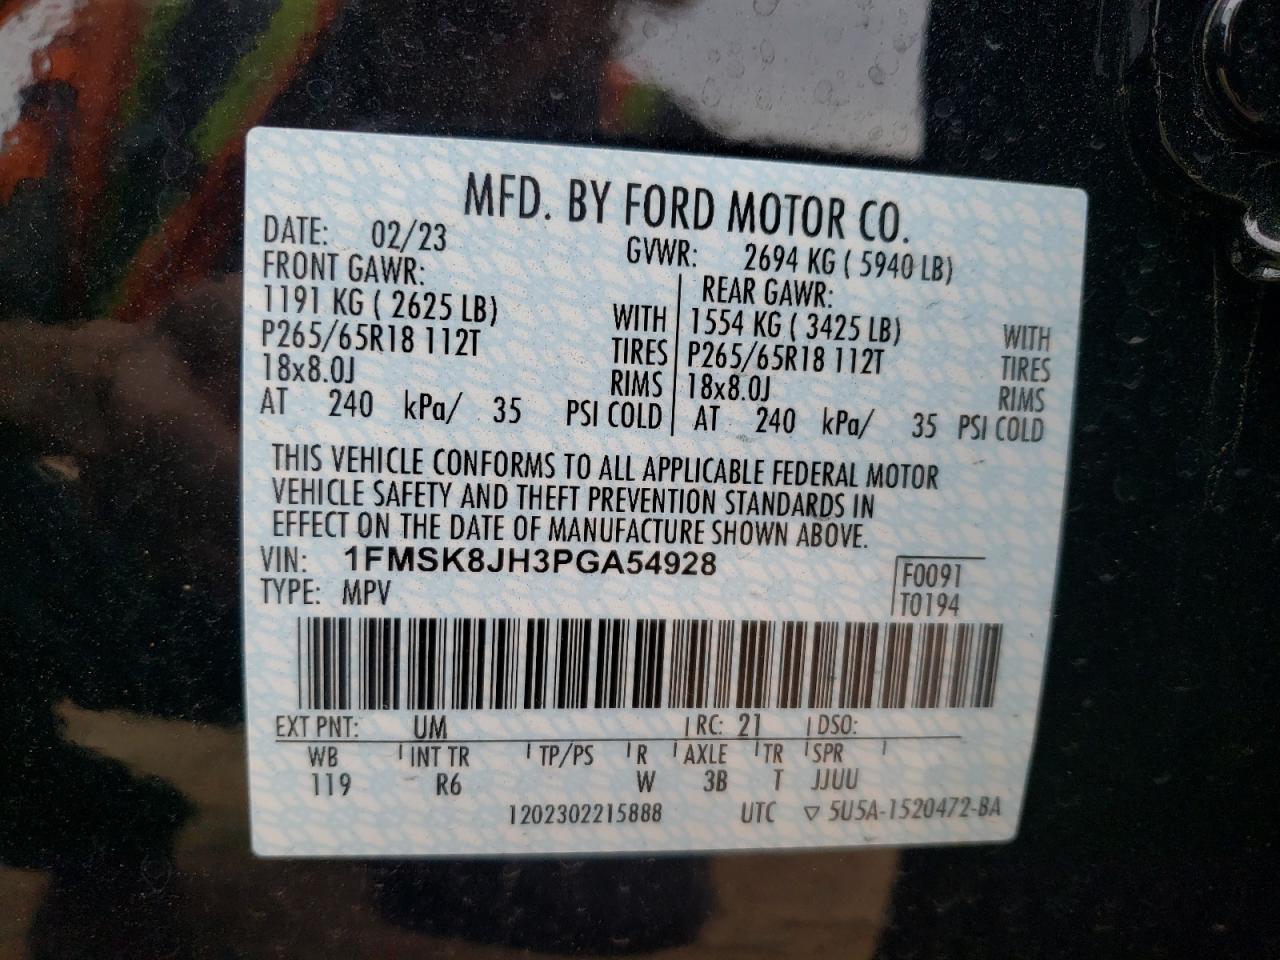 MFD. BY FORD MOTOR CO.
DATE: 02/23 GVWR: 2694 KG ( 5940 LB)
FRONT GAWR: REAR GAWR:
1191 KG ( 2625 LB) WITH 1554 KG ( 3425 LB) WITH
P265/65R18 112T TIRES P265/65R18 112T TIRES
18x8.0J RIMS 18x8.0J RIMS
AT 240 kPa/ 35 PSI COLD AT 240 kPa/ 35 PSI COLD
THIS VEHICLE CONFORMS TO ALL APPLICABLE FEDERAL MOTOR
VEHICLE SAFETY AND THEFT PREVENTION STANDARDS IN
EFFECT ON THE DATE OF MANUFACTURE SHOWN ABOVE.
VIN: 1FMSK8JH3PGA54928
TYPE: MPV
F0091
T0194
EXT PNT: UM RC: 21 DSO:
WB INT TR TP/PS R AXLE TR SPR
119 R6 W 3B T JJUU
1202302215888 UTC ▽ 5U5A-1520472-BA